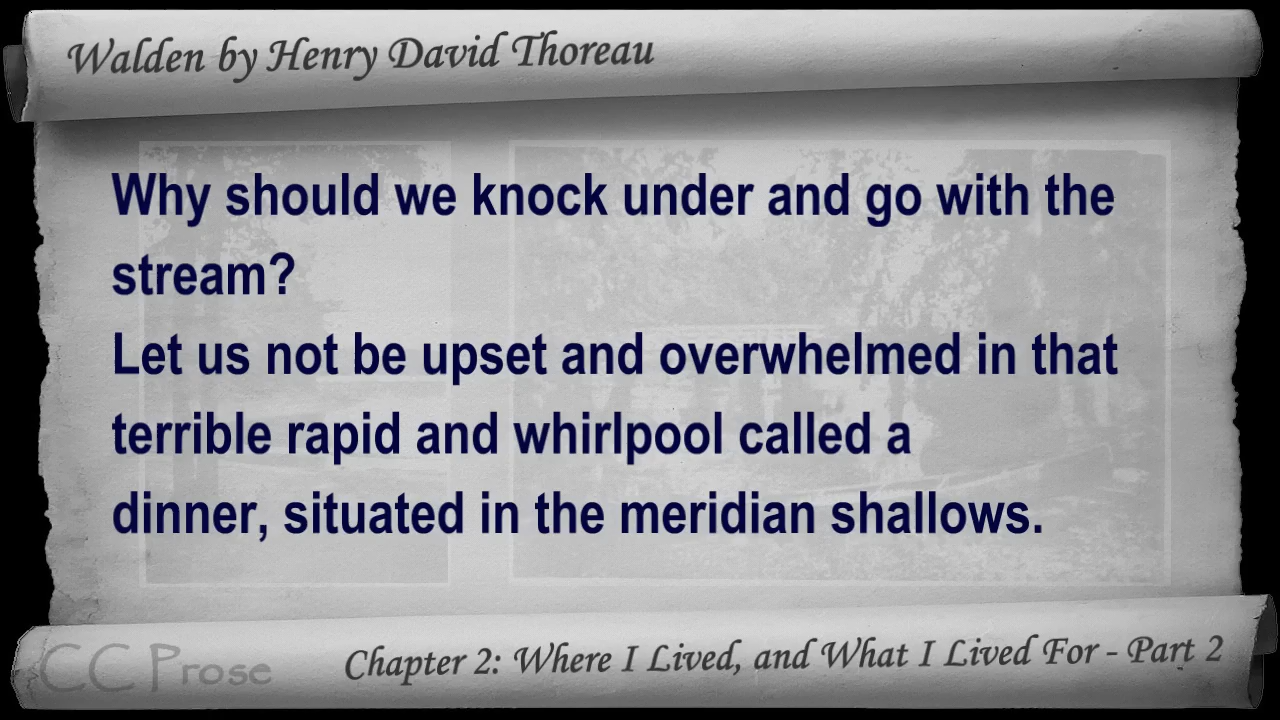 Walden by Henry David Thoreau
Why should we knock under and go with the
stream?
Let us not be upset and overwhelmed in that
terrible rapid and whirlpool called a
dinner, situated in the meridian shallows.
CC Prose
Chapter 2: Where I Lived, and What I Lived For - Part 2